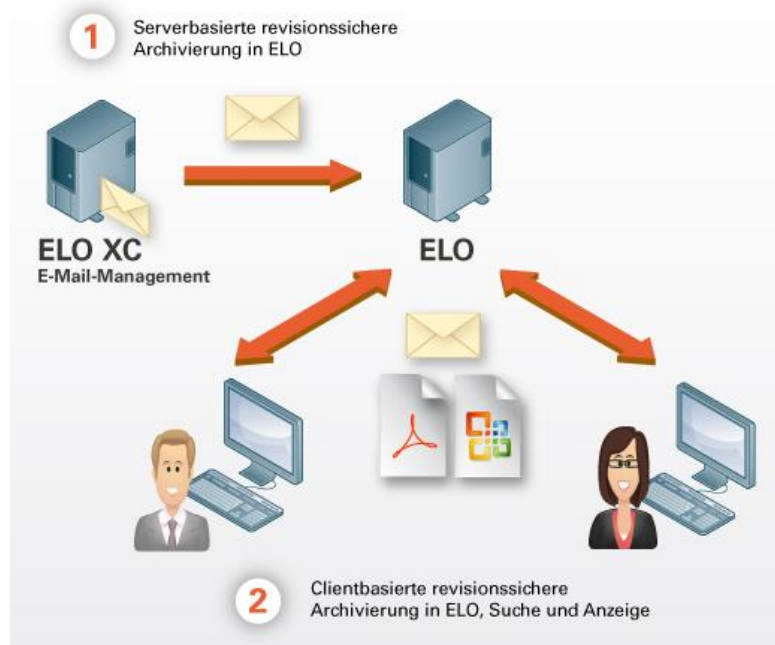 1
Serverbasierte revisionssichere
Archivierung in ELO
ELO XC
E-Mail-Management
ELO
2
Clientbasierte revisionssichere
Archivierung in ELO, Suche und Anzeige